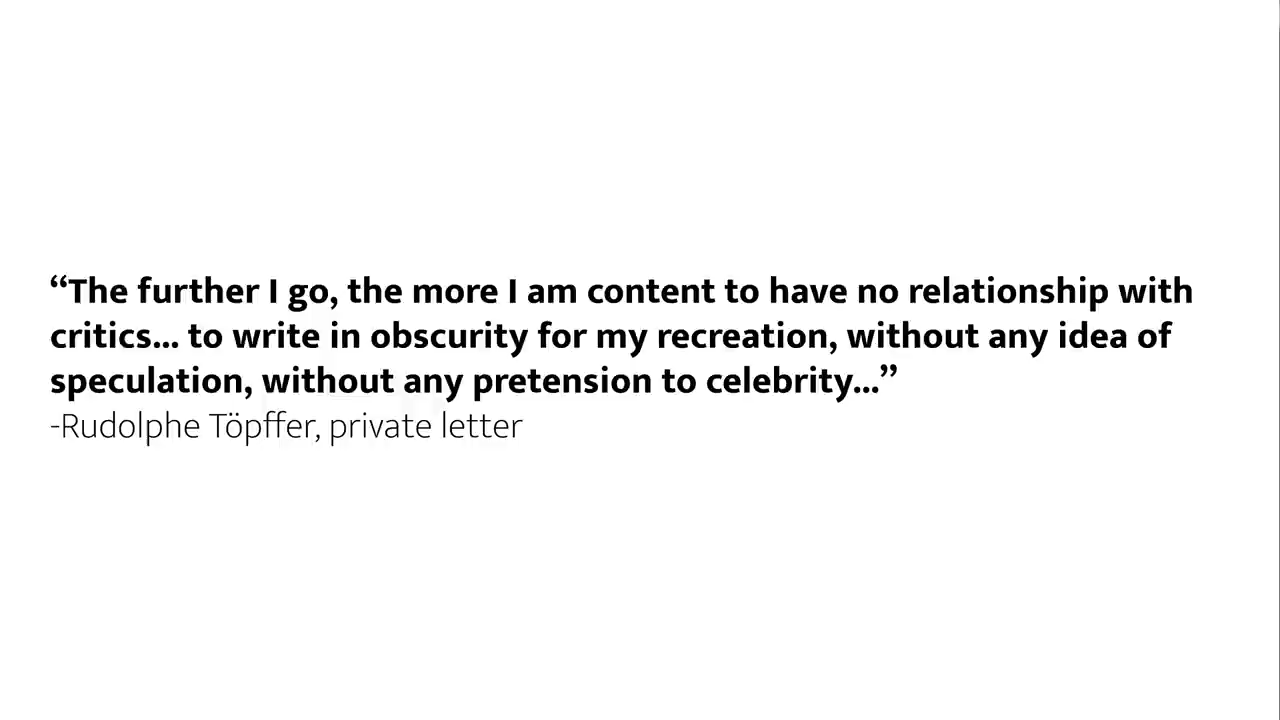 “The further I go, the more I am content to have no relationship with
critics... to write in obscurity for my recreation, without any idea of
speculation, without any pretension to celebrity...”
-Rudolphe Töpffer, private letter